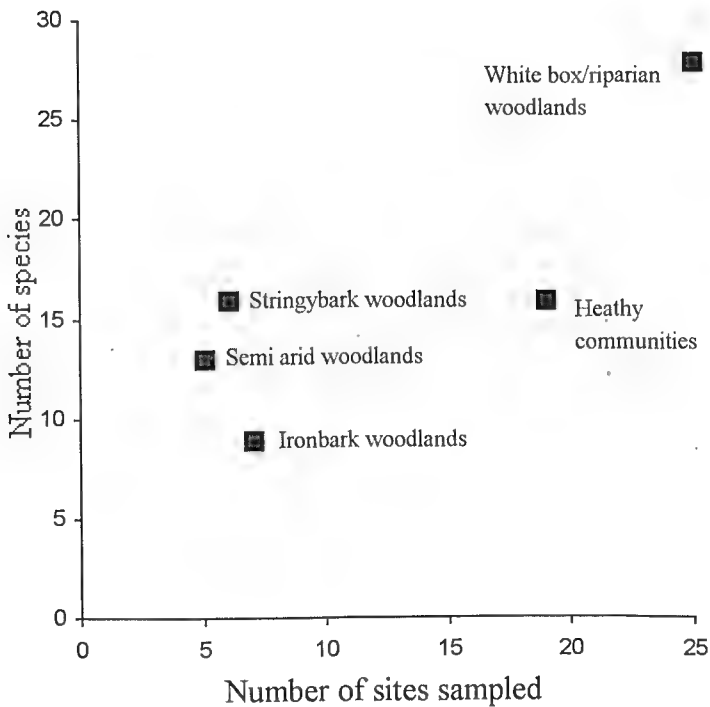 30
25
20
15
10
5
0
Number of species
White box/riparian
woodlands
Stringybark woodlands
Heathy
communities
Semi arid woodlands
Ironbark woodlands
0 5 10 15 20 25
Number of sites sampled